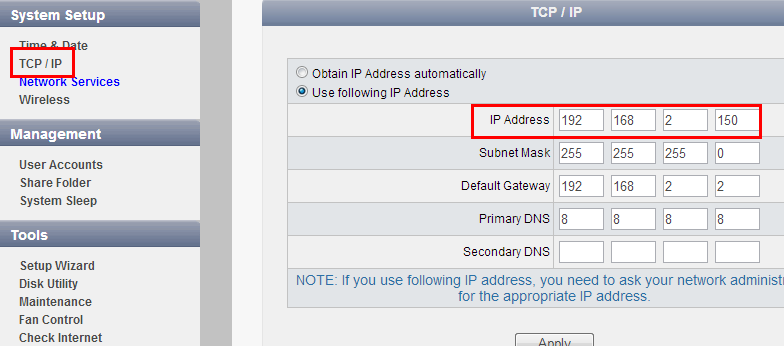 System Setup
Time & Date
TCP / IP
Network Services
Wireless
Management
User Accounts
Share Folder
System Sleep
Tools
Setup Wizard
Disk Utility
Maintenance
Fan Control
Check Internet
TCP / IP
Obtain IP Address automatically
Use following IP Address
IP Address 192 168 2 150
Subnet Mask 255 255 255 0
Default Gateway 192 168 2 2
Primary DNS 8 8 8 8
Secondary DNS
NOTE: If you use following IP address, you need to ask your network administr
for the appropriate IP address.
Apply